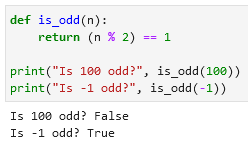 def is_odd(n):
    return (n % 2) == 1

print("Is 100 odd?", is_odd(100))
print("Is -1 odd?", is_odd(-1))
Is 100 odd? False
Is -1 odd? True